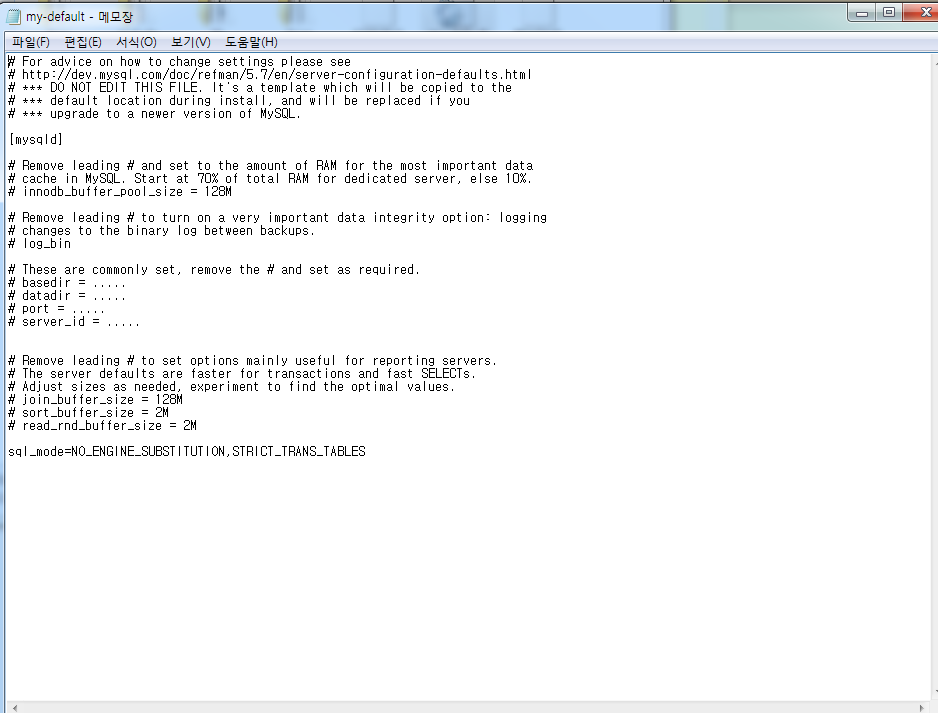 my-default - 메모장
파일(F) 편집(E) 서식(O) 보기(V) 도움말(H)
# For advice on how to change settings please see
# http://dev.mysql.com/doc/refman/5.7/en/server-configuration-defaults.html
# *** DO NOT EDIT THIS FILE. It's a template which will be copied to the
# *** default location during install, and will be replaced if you
# *** upgrade to a newer version of MySQL.
[mysqld]
# Remove leading # and set to the amount of RAM for the most important data
# cache in MySQL. Start at 70% of total RAM for dedicated server, else 10%.
# innodb_buffer_pool_size = 128M
# Remove leading # to turn on a very important data integrity option: logging
# changes to the binary log between backups.
# log_bin
# These are commonly set, remove the # and set as required.
# basedir = .....
# datadir = .....
# port = .....
# server_id = .....
# Remove leading # to set options mainly useful for reporting servers.
# The server defaults are faster for transactions and fast SELECTs.
# Adjust sizes as needed, experiment to find the optimal values.
# join_buffer_size = 128M
# sort_buffer_size = 2M
# read_rnd_buffer_size = 2M
sql_mode=NO_ENGINE_SUBSTITUTION,STRICT_TRANS_TABLES